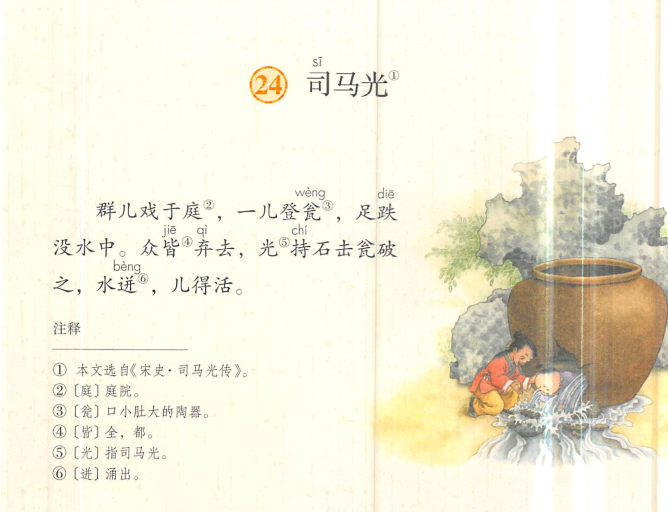 sī
24 司马光①
wèng diē
群儿戏于庭②，一儿登瓮③，足跌
jiē qì chí
没水中。众皆④弃去，光⑤持石击瓮破
bèng
之，水迸⑥，儿得活。
注释
① 本文选自《宋史·司马光传》。
②〔庭〕庭院。
③〔瓮〕口小肚大的陶器。
④〔皆〕全，都。
⑤〔光〕指司马光。
⑥〔迸〕涌出。